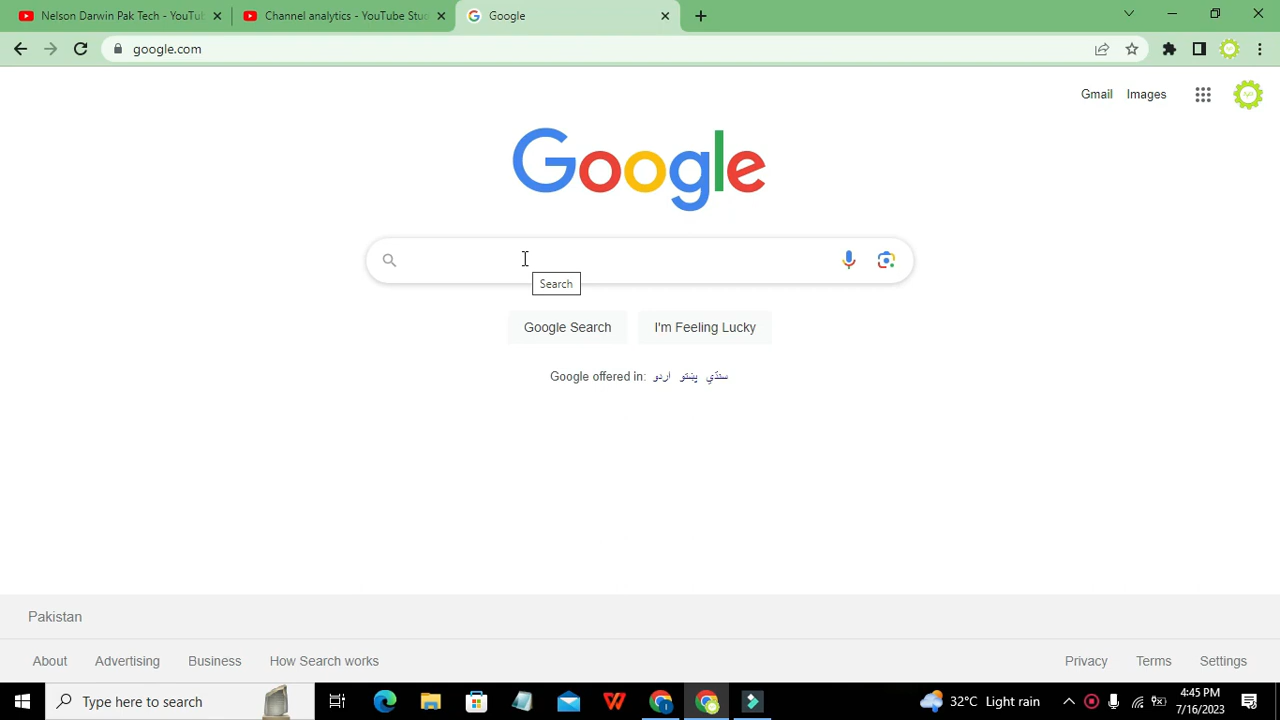 Nelson Darwin Pak Tech - YouTu
Channel analytics - YouTube Stu
Google
google.com
Gmail
Images
Google
Search
Google Search
I'm Feeling Lucky
Google offered in: اردو پښتو سنڌي
Pakistan
About
Advertising
Business
How Search works
Privacy
Terms
Settings
Type here to search
32°C Light rain
4:45 PM
7/16/2023